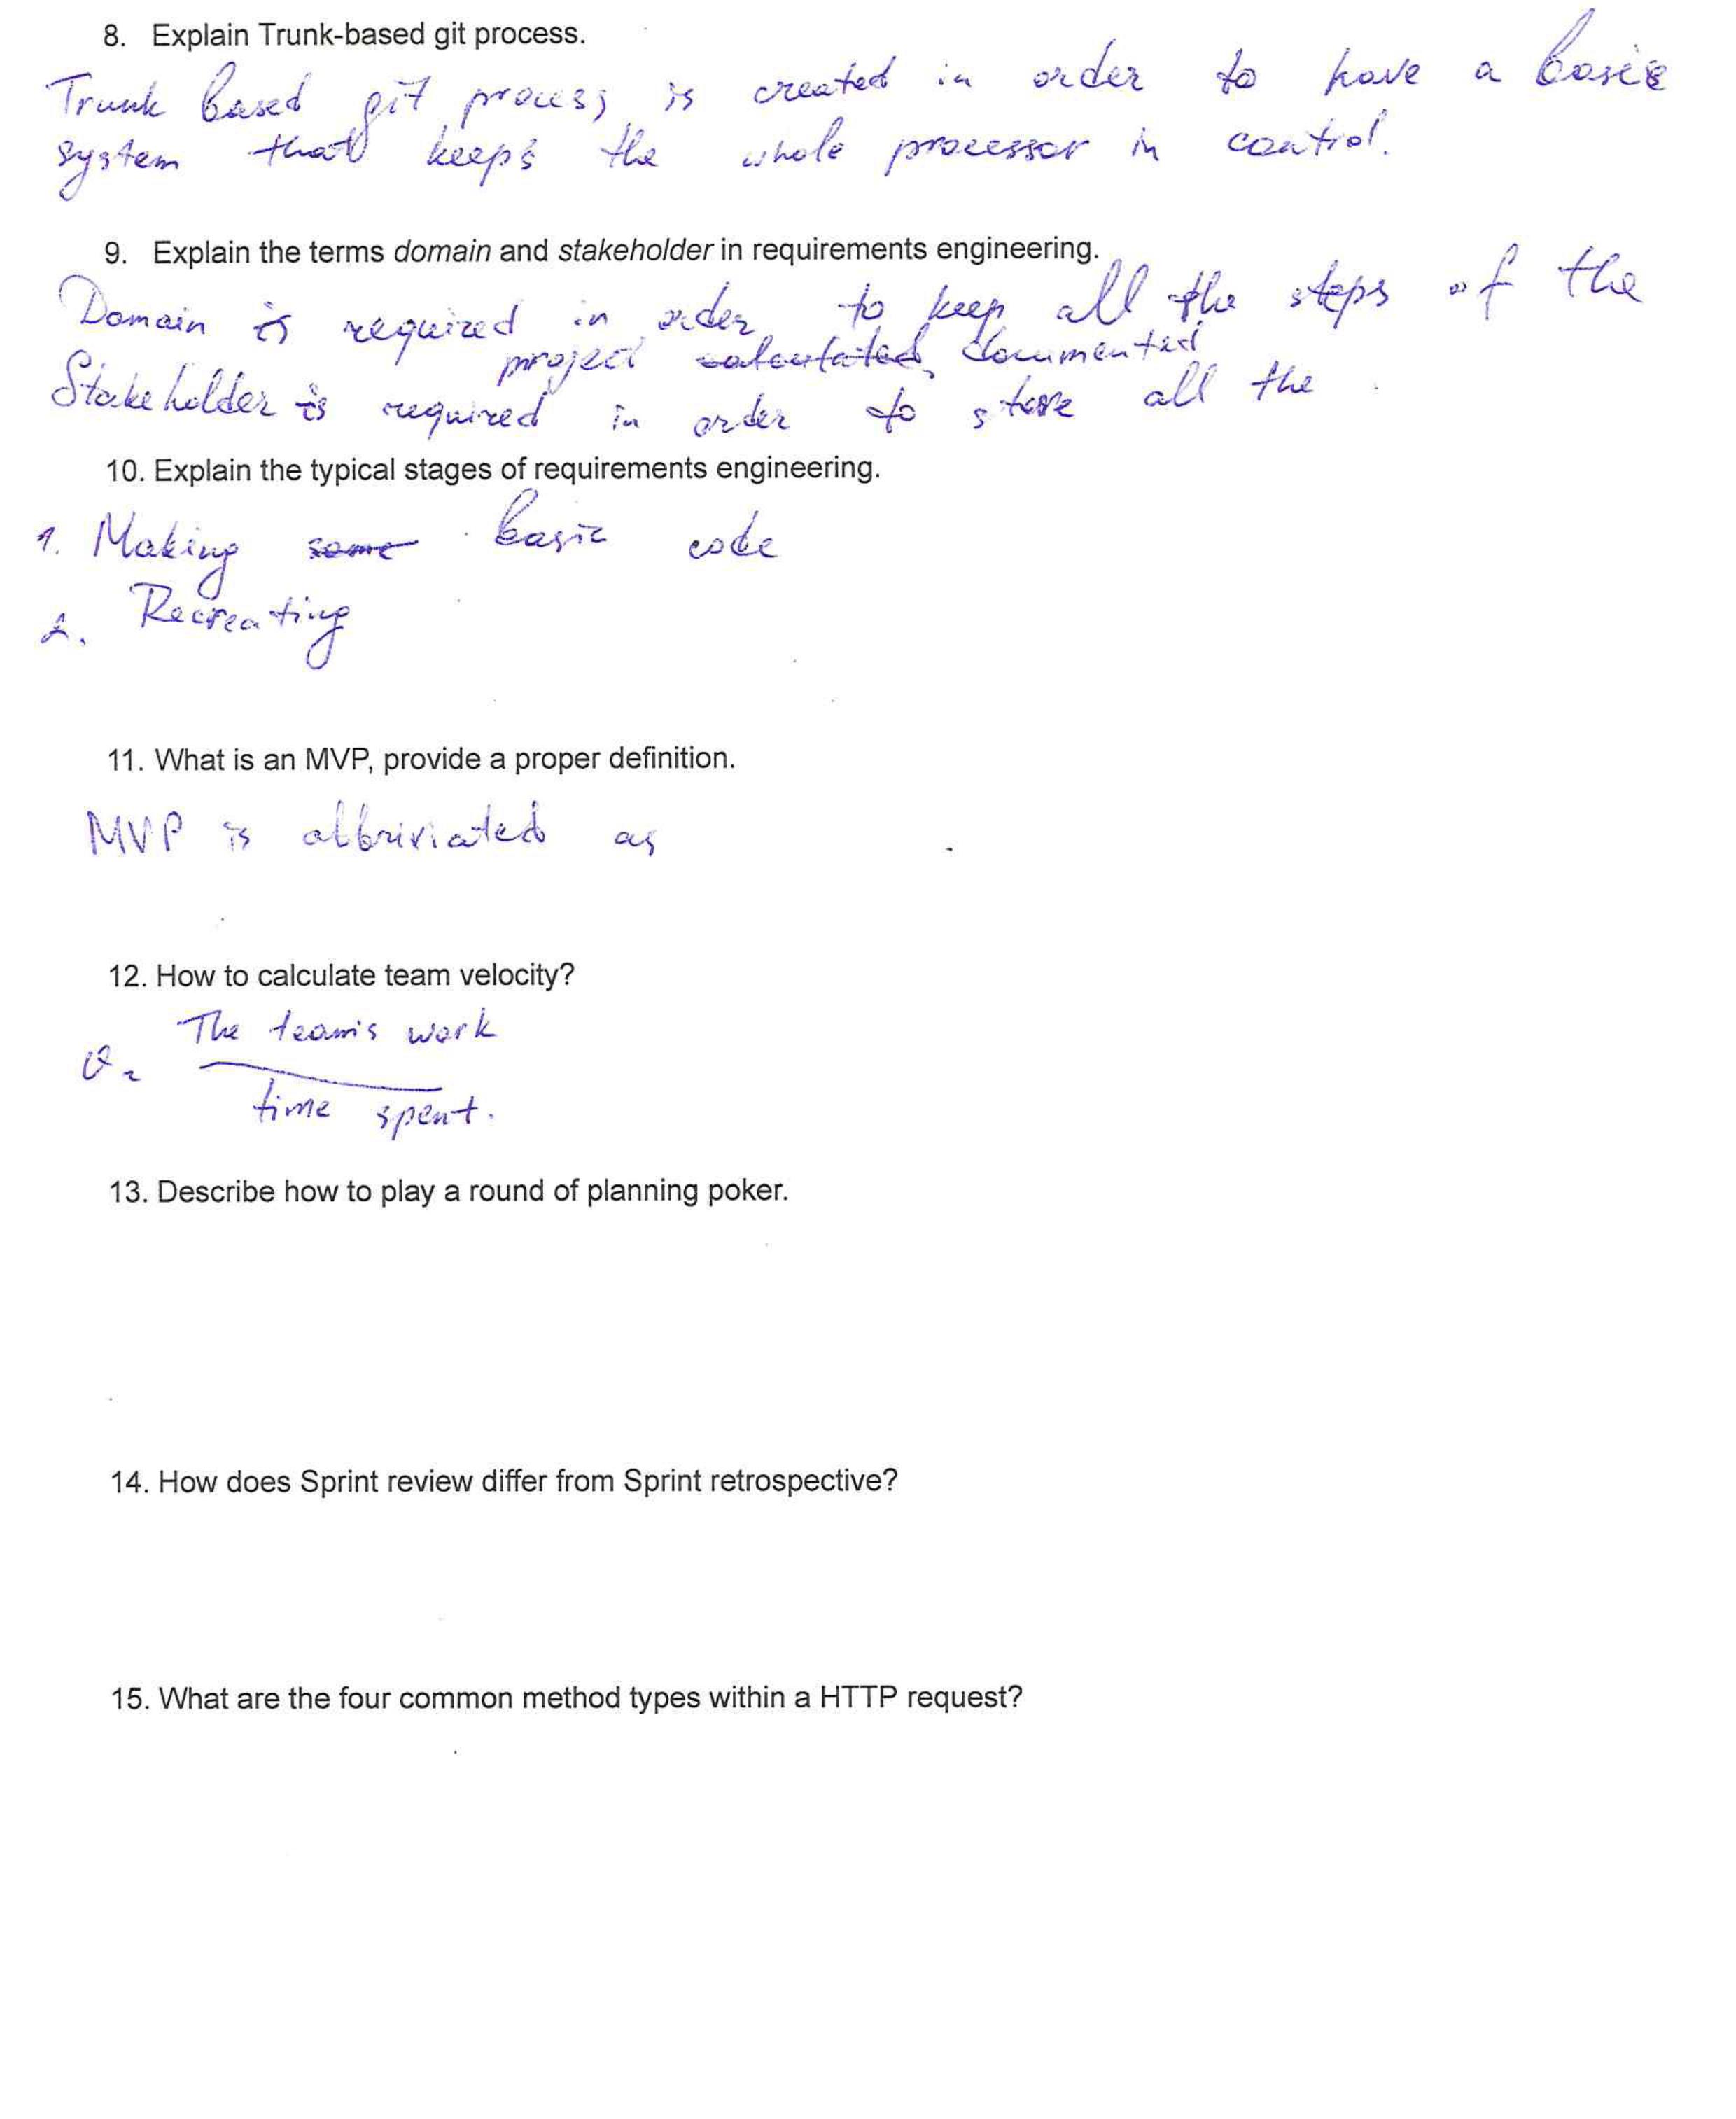 8. Explain Trunk-based git process.
Trunk based git process is created in order to have a basic
system that keeps the whole processor in control.
9. Explain the terms domain and stakeholder in requirements engineering.
Domain is required in order to keep all the steps of the
project calculated documented
Stakeholder is required in order to store all the
10. Explain the typical stages of requirements engineering.
1. Making some basic code
2. Recreating
11. What is an MVP, provide a proper definition.
MVP is abbriviated as
12. How to calculate team velocity?
The team's work
v =
time spent.
13. Describe how to play a round of planning poker.
14. How does Sprint review differ from Sprint retrospective?
15. What are the four common method types within a HTTP request?